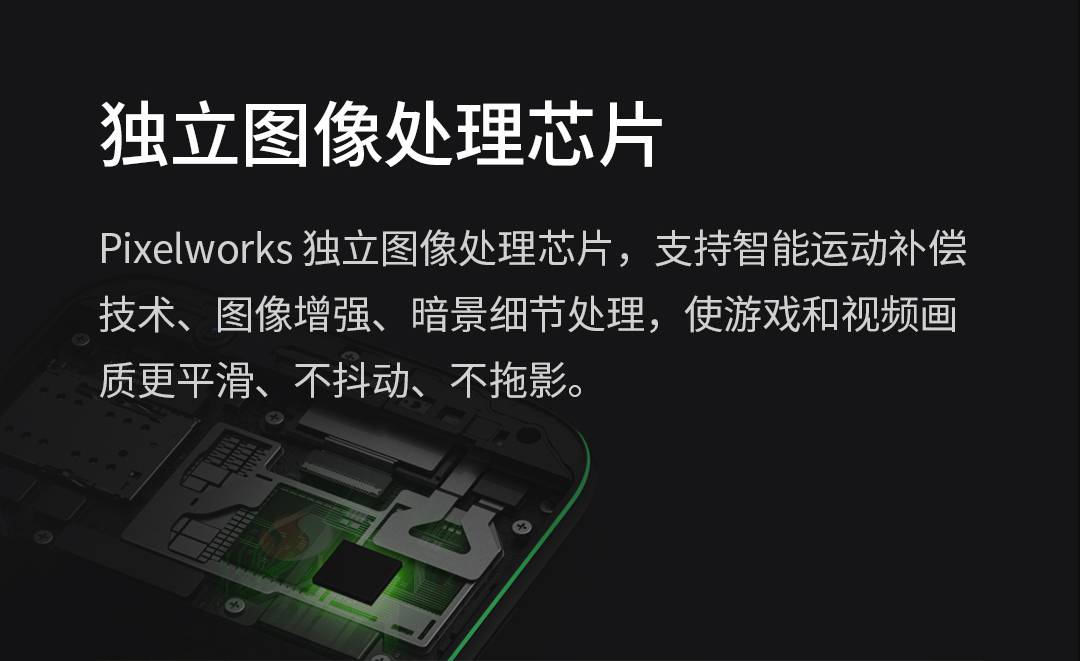 独立图像处理芯片
Pixelworks 独立图像处理芯片，支持智能运动补偿
技术、图像增强、暗景细节处理，使游戏和视频画
质更平滑、不抖动、不拖影。